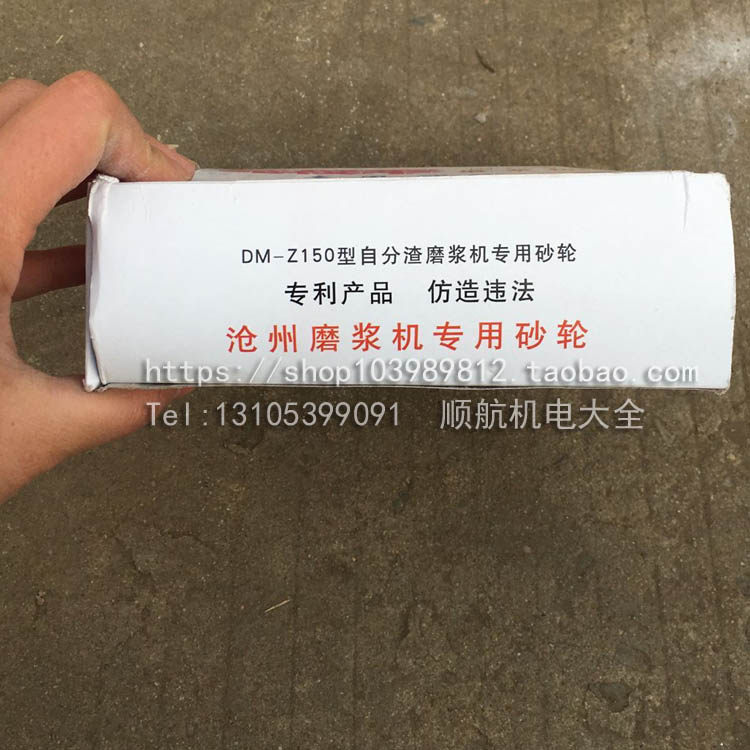 DM-Z150型自分渣磨浆机专用砂轮
专利产品 仿造违法
沧州磨浆机专用砂轮
https://shop103989812.taobao.com
Tel:13105399091 顺航机电大全